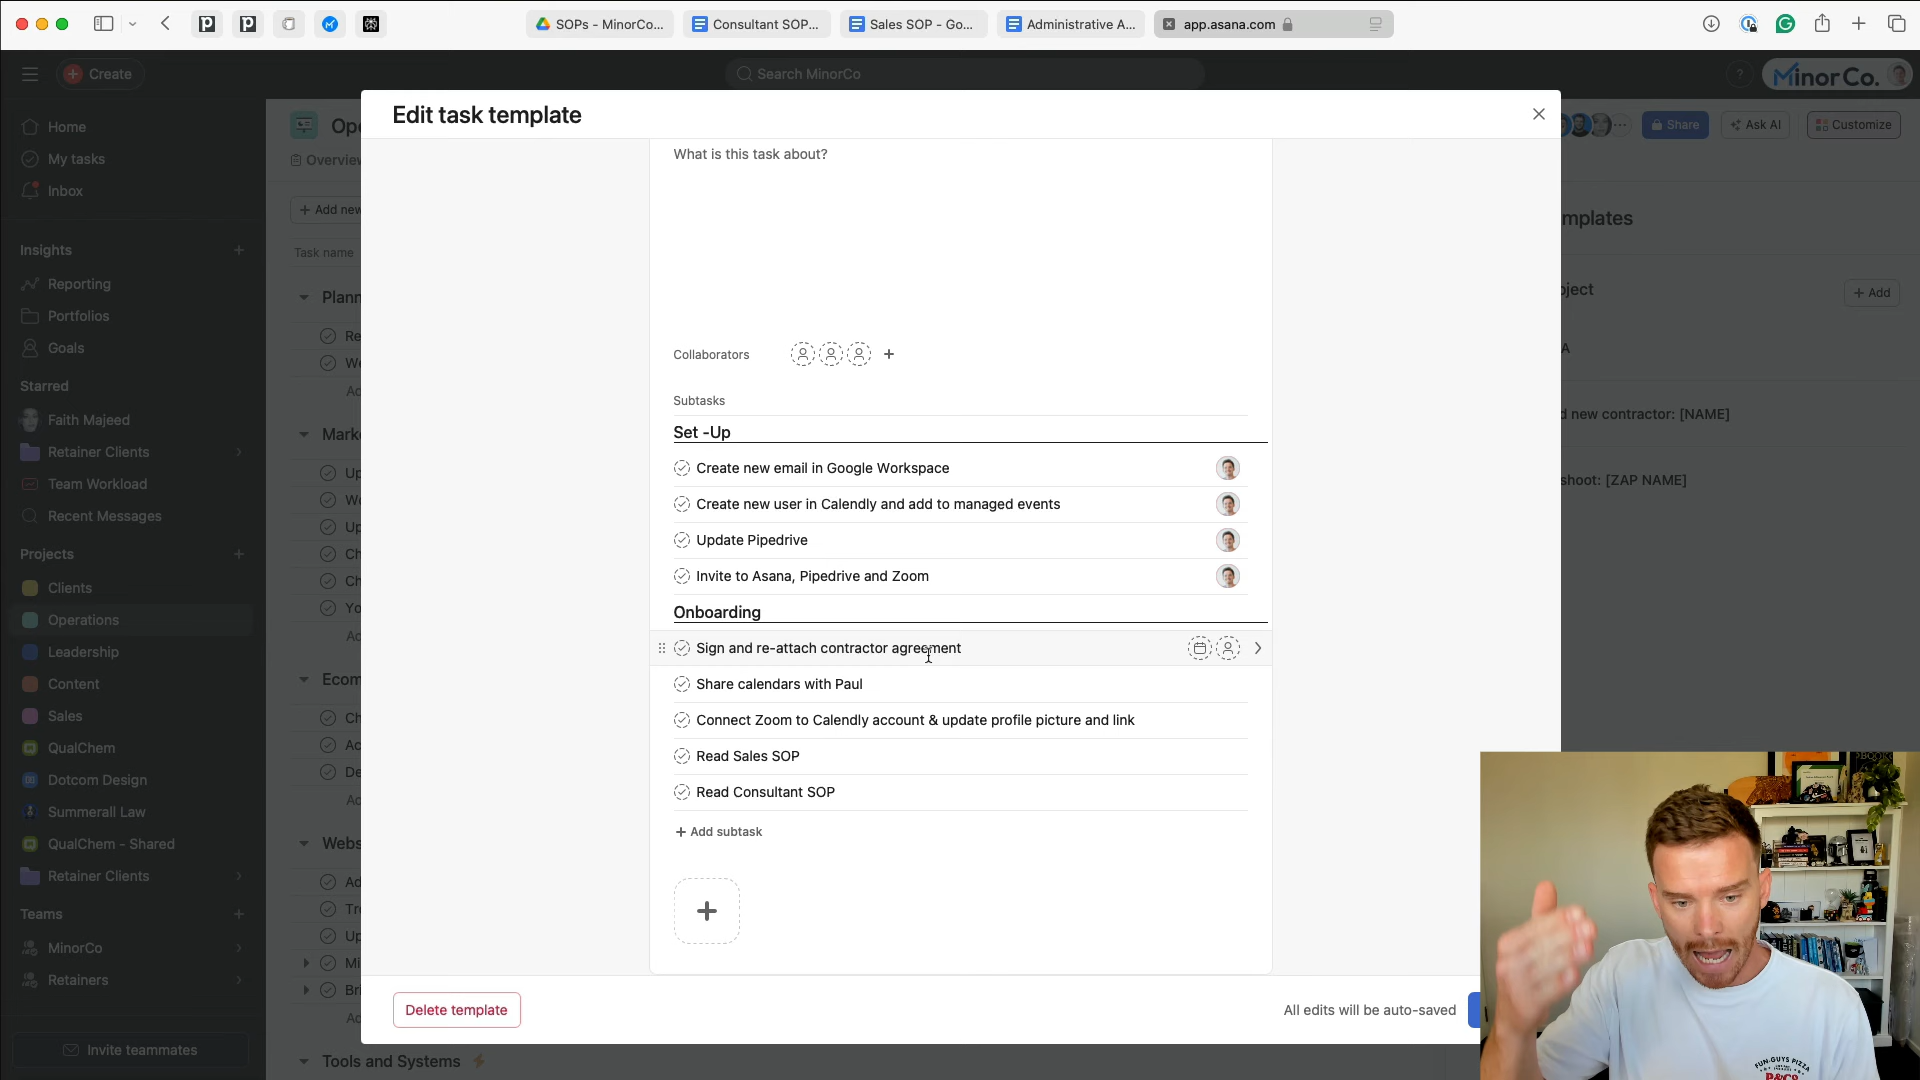 SOPs - MinorCo...
Consultant SOP...
Sales SOP - Go...
Administrative A...
app.asana.com
Create
Search MinorCo
?
MinorCo.
Edit task template
Home
My tasks
Inbox
Overview
Share
Ask AI
Customize
What is this task about?
+ Add new
mplates
Insights
Task name
Reporting
Portfolios
Goals
+ Add
Collaborators
Subtasks
Starred
Faith Majeed
Retainer Clients
Team Workload
Recent Messages
d new contractor: [NAME]
shoot: [ZAP NAME]
Set -Up
Create new email in Google Workspace
Create new user in Calendly and add to managed events
Update Pipedrive
Invite to Asana, Pipedrive and Zoom
Projects
Clients
Operations
Leadership
Content
Sales
QualChem
Dotcom Design
Summerall Law
QualChem - Shared
Retainer Clients
Onboarding
Sign and re-attach contractor agreement
Share calendars with Paul
Connect Zoom to Calendly account & update profile picture and link
Read Sales SOP
Read Consultant SOP
+ Add subtask
Teams
MinorCo
Retainers
Invite teammates
Delete template
All edits will be auto-saved
Tools and Systems
FUN-GUYS PIZZA